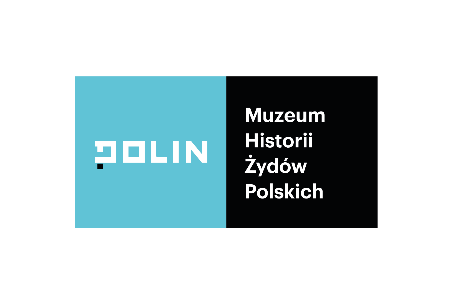 POLIN
Muzeum
Historii
Żydów
Polskich